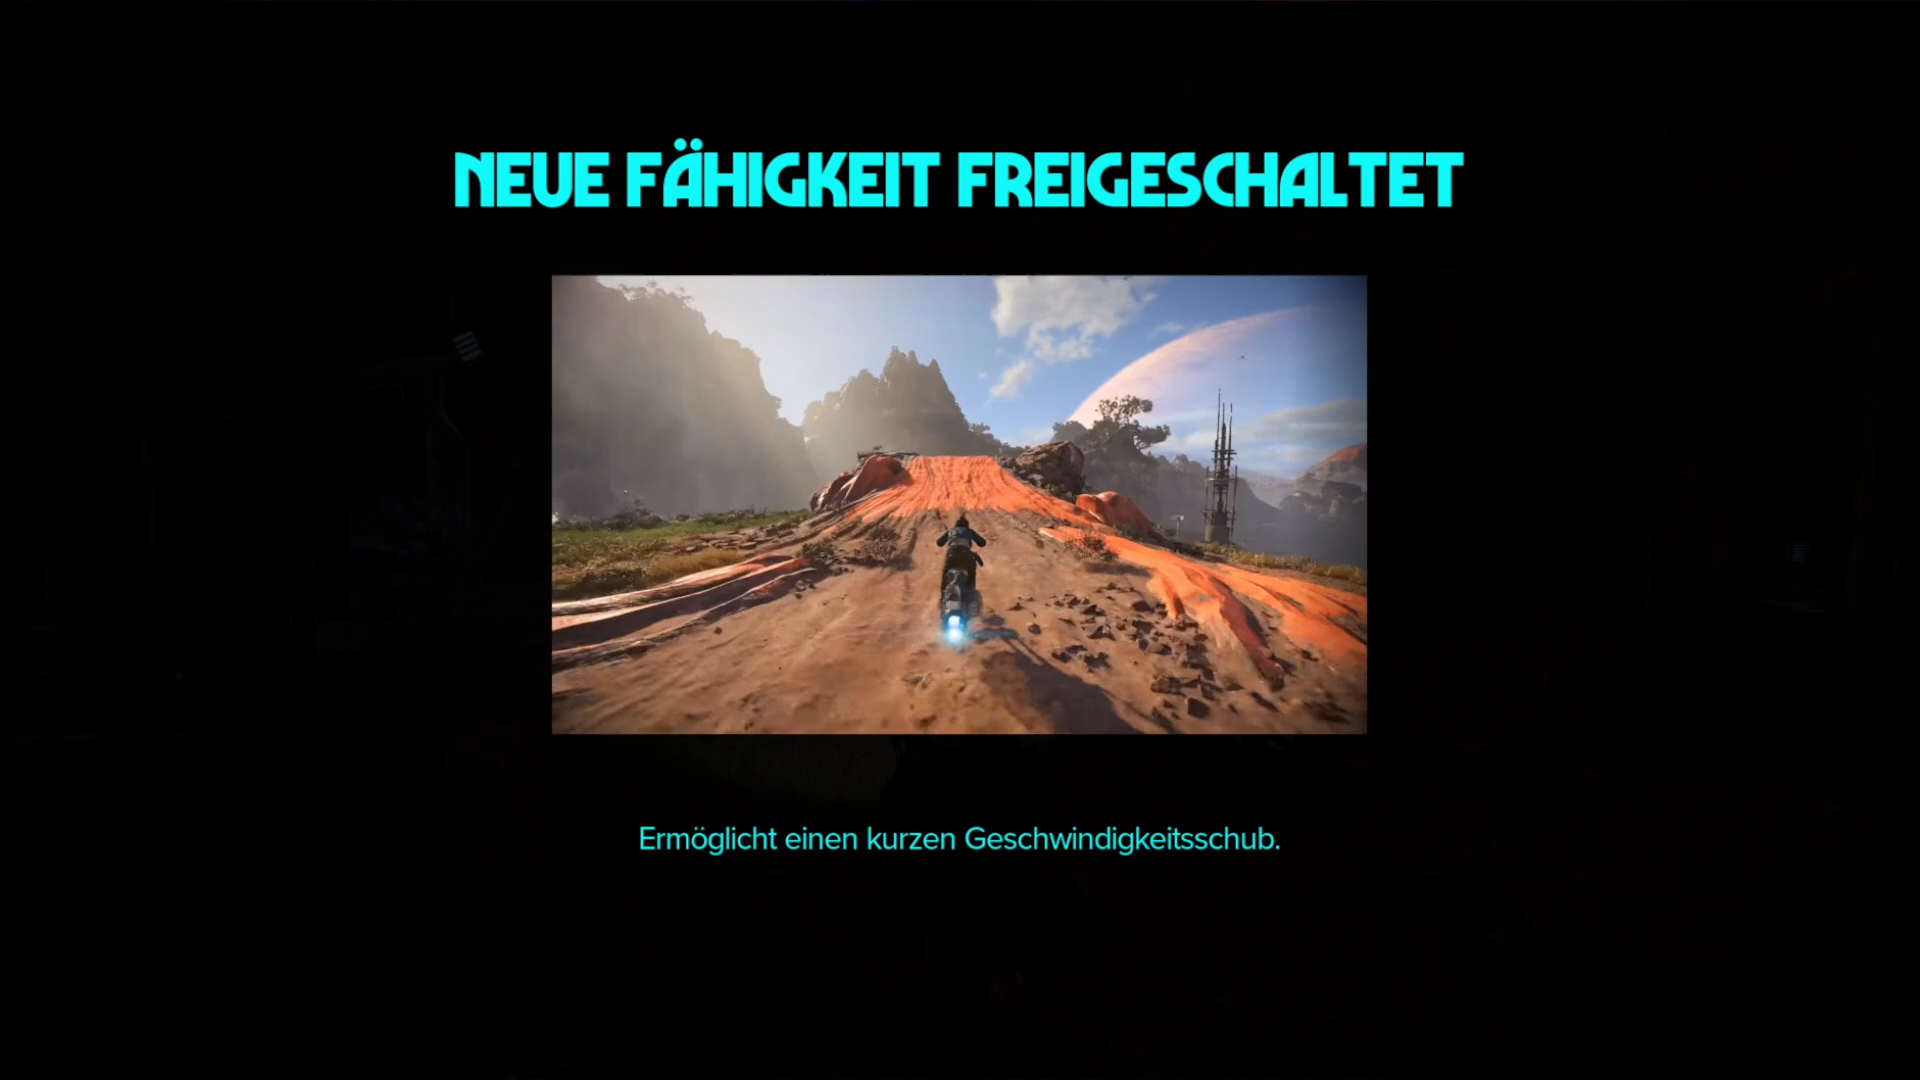 NEUE FÄHIGKEIT FREIGESCHALTET
Ermöglicht einen kurzen Geschwindigkeitsschub.